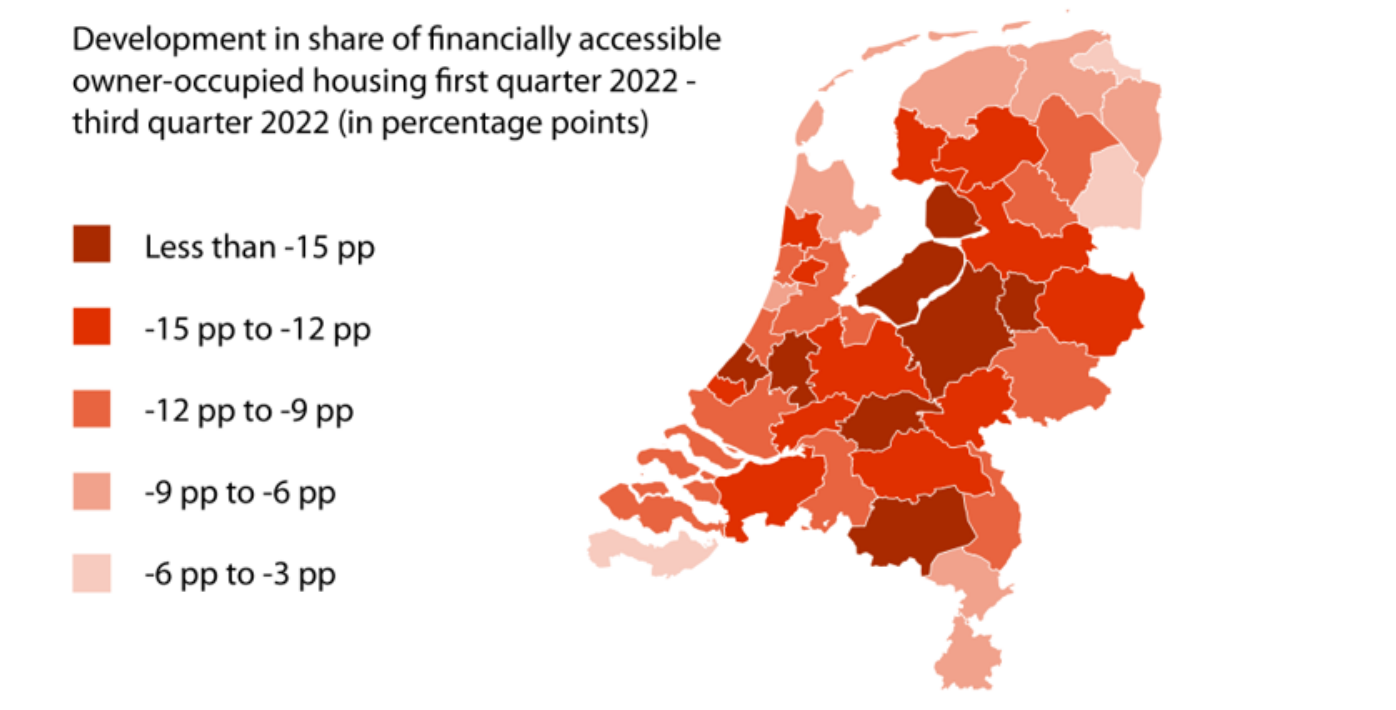 Development in share of financially accessible
owner-occupied housing first quarter 2022 -
third quarter 2022 (in percentage points)
Less than -15 pp
-15 pp to -12 pp
-12 pp to -9 pp
-9 pp to -6 pp
-6 pp to -3 pp